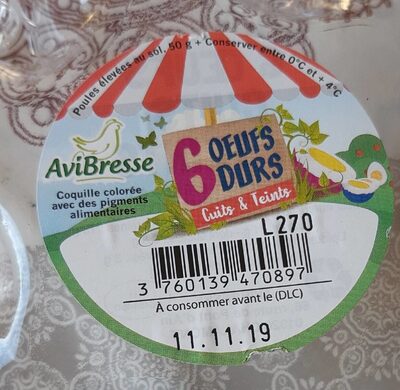 Poules élevées au sol, 50 g + Conserver entre 0°C et + 4°C
AviBresse
Coquille colorée
avec des pigments
alimentaires
6 OEUFS
DURS
Cuits & Teints
L270
3 760139 470897
À consommer avant le (DLC)
11.11.19